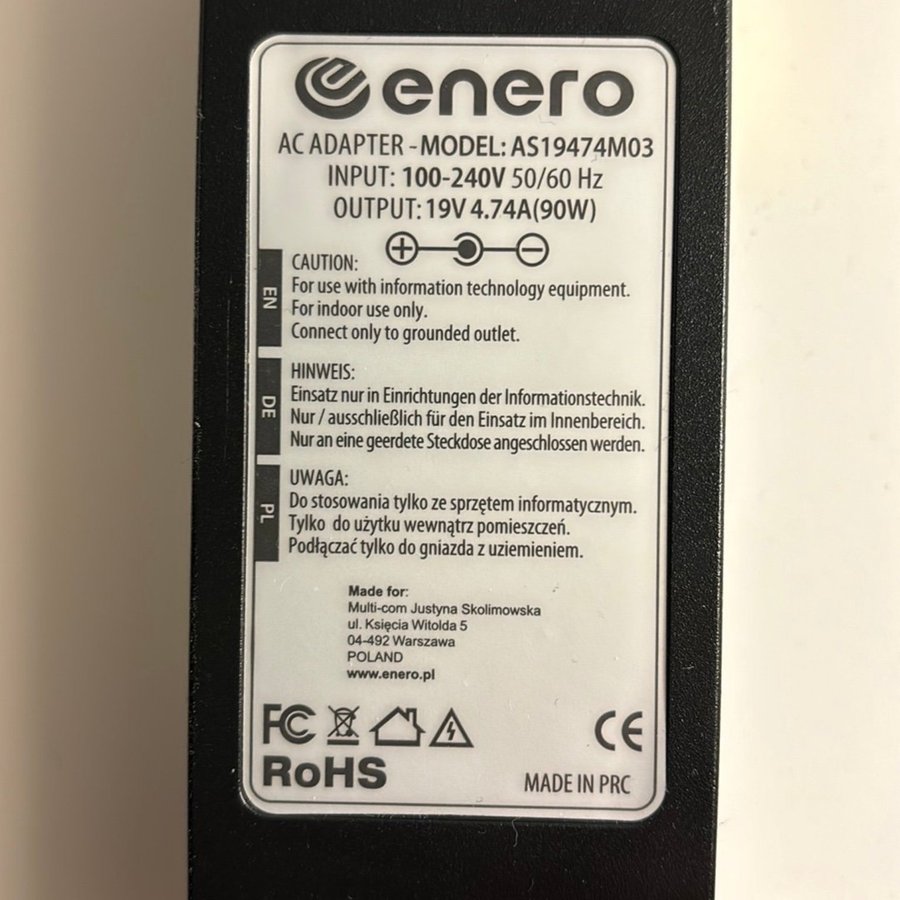 enero
AC ADAPTER - MODEL: AS19474M03
INPUT: 100-240V 50/60 Hz
OUTPUT: 19V 4.74A(90W)
EN
CAUTION:
For use with information technology equipment.
For indoor use only.
Connect only to grounded outlet.
DE
HINWEIS:
Einsatz nur in Einrichtungen der Informationstechnik.
Nur / ausschließlich für den Einsatz im Innenbereich.
Nur an eine geerdete Steckdose angeschlossen werden.
PL
UWAGA:
Do stosowania tylko ze sprzętem informatycznym.
Tylko do użytku wewnątrz pomieszczeń.
Podłączać tylko do gniazda z uziemieniem.
Made for:
Multi-com Justyna Skolimowska
ul. Księcia Witolda 5
04-492 Warszawa
POLAND
www.enero.pl
FC CE
RoHS
MADE IN PRC